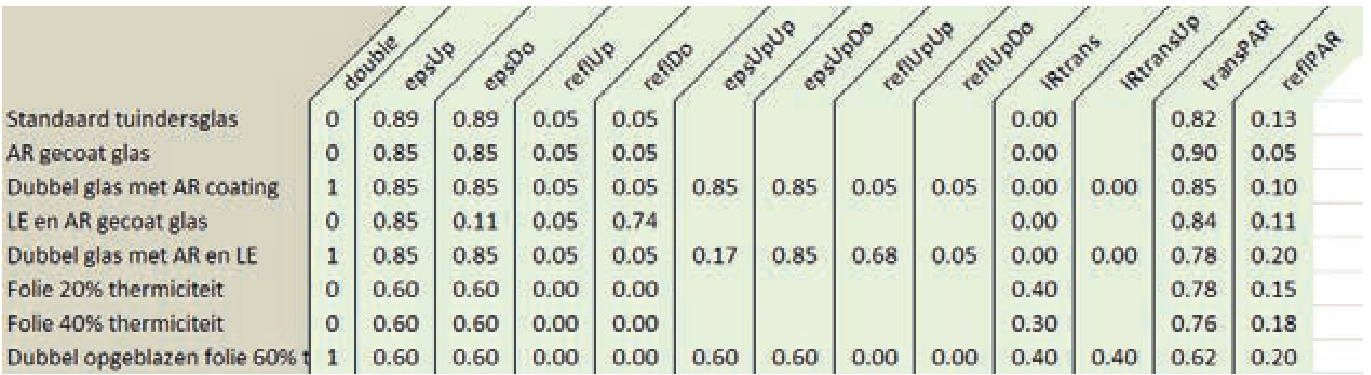 double epsUp epsDo reflUp reflDo epsUpUp epsUpDo reflUpUp reflUpDo IRtrans IRtransUp transPAR reflPAR
Standaard tuindersglas 0 0.89 0.89 0.05 0.05 0.00 0.82 0.13
AR gecoat glas 0 0.85 0.85 0.05 0.05 0.00 0.90 0.05
Dubbel glas met AR coating 1 0.85 0.85 0.05 0.05 0.85 0.85 0.05 0.05 0.00 0.00 0.85 0.10
LE en AR gecoat glas 0 0.85 0.11 0.05 0.74 0.00 0.84 0.11
Dubbel glas met AR en LE 1 0.85 0.85 0.05 0.05 0.17 0.85 0.68 0.05 0.00 0.00 0.78 0.20
Folie 20% thermiciteit 0 0.60 0.60 0.00 0.00 0.40 0.78 0.15
Folie 40% thermiciteit 0 0.60 0.60 0.00 0.00 0.30 0.76 0.18
Dubbel opgeblazen folie 60% t 1 0.60 0.60 0.00 0.00 0.60 0.60 0.00 0.00 0.40 0.40 0.62 0.20